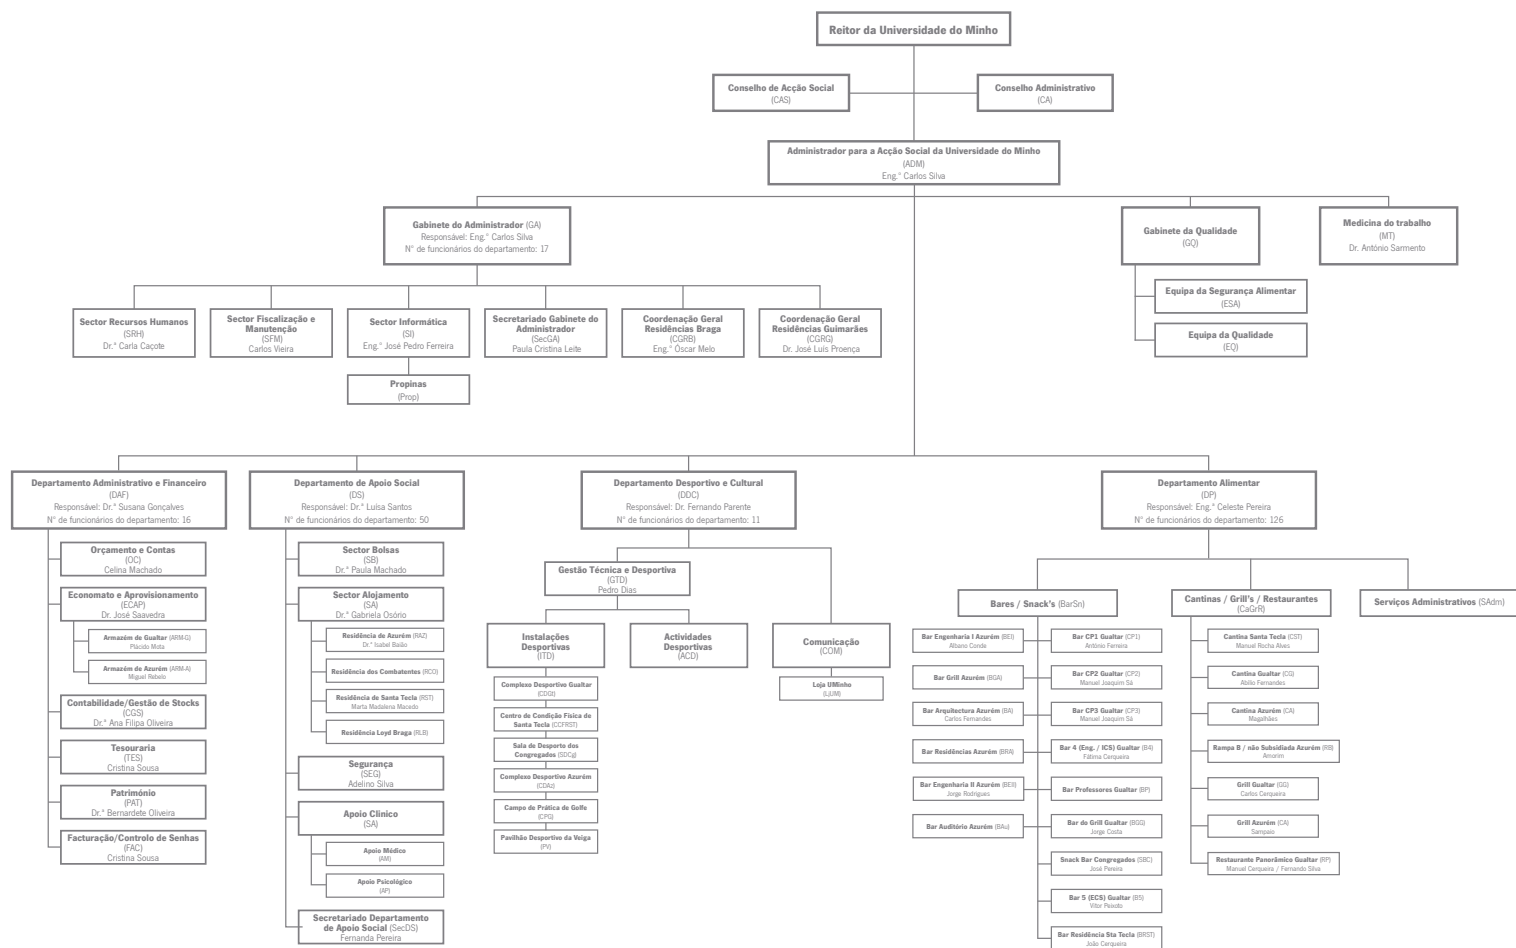 Reitor da Universidade do Minho
Conselho de Acção Social
(CAS)
Conselho Administrativo
(CA)
Administrador para a Acção Social da Universidade do Minho
(ADM)
Eng.º Carlos Silva
Gabinete do Administrador (GA)
Responsável: Eng.º Carlos Silva
Nº de funcionários do departamento: 17
Gabinete da Qualidade
(GQ)
Medicina do trabalho
(MT)
Dr. António Sarmento
Equipa da Segurança Alimentar
(ESA)
Equipa da Qualidade
(EQ)
Sector Recursos Humanos
(SRH)
Dr.ª Carla Caçote
Sector Fiscalização e
Manutenção
(SFM)
Carlos Vieira
Sector Informática
(SI)
Eng.º José Pedro Ferreira
Secretariado Gabinete do
Administrador
(SecGA)
Paula Cristina Leite
Coordenação Geral
Residências Braga
(CGRB)
Eng.º Óscar Melo
Coordenação Geral
Residências Guimarães
(CGRG)
Dr. José Luís Proença
Propinas
(Prop)
Departamento Administrativo e Financeiro
(DAF)
Responsável: Dr.ª Susana Gonçalves
Nº de funcionários do departamento: 16
Orçamento e Contas
(OC)
Celina Machado
Economato e Aprovisionamento
(ECAP)
Dr. José Saavedra
Armazém de Gualtar (ARM-G)
Plácido Mota
Armazém de Azurém (ARM-A)
Miguel Rebelo
Contabilidade/Gestão de Stocks
(CGS)
Dr.ª Ana Filipa Oliveira
Tesouraria
(TES)
Cristina Sousa
Património
(PAT)
Dr.ª Bernardete Oliveira
Facturação/Controlo de Senhas
(FAC)
Cristina Sousa
Departamento de Apoio Social
(DS)
Responsável: Dr.ª Luísa Santos
Nº de funcionários do departamento: 50
Sector Bolsas
(SB)
Dr.ª Paula Machado
Sector Alojamento
(SA)
Dr.ª Gabriela Osório
Residência de Azurém (RAZ)
Dr.ª Isabel Baião
Residência dos Combatentes (RCO)
Residência de Santa Tecla (RST)
Marta Madalena Macedo
Residência Loyd Braga (RLB)
Segurança
(SEG)
Adelino Silva
Apoio Clínico
(SA)
Apoio Médico
(AM)
Apoio Psicológico
(AP)
Secretariado Departamento
de Apoio Social (SecDS)
Fernanda Pereira
Departamento Desportivo e Cultural
(DDC)
Responsável: Dr. Fernando Parente
Nº de funcionários do departamento: 11
Gestão Técnica e Desportiva
(GTD)
Pedro Dias
Instalações
Desportivas
(ITD)
Actividades
Desportivas
(ACD)
Comunicação
(COM)
Loja UMinho
(LjUM)
Complexo Desportivo Gualtar
(CDGt)
Centro de Condição Física de
Santa Tecla (CCFRST)
Sala de Desporto dos
Congregados (SDCg)
Complexo Desportivo Azurém
(CDAz)
Campo de Prática de Golfe
(CPG)
Pavilhão Desportivo da Veiga
(PV)
Departamento Alimentar
(DP)
Responsável: Eng.ª Celeste Pereira
Nº de funcionários do departamento: 126
Bares / Snack's (BarSn)
Cantinas / Grill's / Restaurantes
(CaGrR)
Serviços Administrativos (SAdm)
Bar Engenharia I Azurém (BEI)
Albano Conde
Bar Grill Azurém (BGA)
Bar Arquitectura Azurém (BA)
Carlos Fernandes
Bar Residências Azurém (BRA)
Bar Engenharia II Azurém (BEII)
Jorge Rodrigues
Bar Auditório Azurém (BAu)
Bar CP1 Gualtar (CP1)
António Ferreira
Bar CP2 Gualtar (CP2)
Manuel Joaquim Sá
Bar CP3 Gualtar (CP3)
Manuel Joaquim Sá
Bar 4 (Eng. / ICS) Gualtar (B4)
Fátima Cerqueira
Bar Professores Gualtar (BP)
Bar do Grill Gualtar (BGG)
Jorge Costa
Snack Bar Congregados (SBC)
José Pereira
Bar 5 (ECS) Gualtar (B5)
Vitor Peixoto
Bar Residência Sta Tecla (BRST)
João Cerqueira
Cantina Santa Tecla (CST)
Manuel Rocha Alves
Cantina Gualtar (CG)
Abílio Fernandes
Cantina Azurém (CA)
Magalhães
Rampa B / não Subsidiada Azurém (RB)
Amorim
Grill Gualtar (GG)
Carlos Cerqueira
Grill Azurém (CA)
Sampaio
Restaurante Panorâmico Gualtar (RP)
Manuel Cerqueira / Fernando Silva